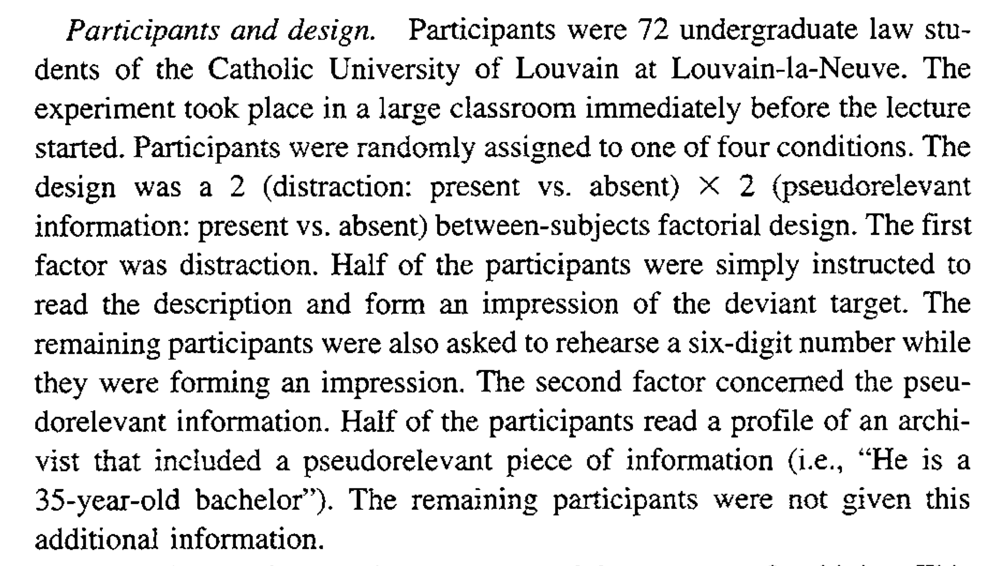 Participants and design. Participants were 72 undergraduate law stu-
dents of the Catholic University of Louvain at Louvain-la-Neuve. The
experiment took place in a large classroom immediately before the lecture
started. Participants were randomly assigned to one of four conditions. The
design was a 2 (distraction: present vs. absent) × 2 (pseudorelevant
information: present vs. absent) between-subjects factorial design. The first
factor was distraction. Half of the participants were simply instructed to
read the description and form an impression of the deviant target. The
remaining participants were also asked to rehearse a six-digit number while
they were forming an impression. The second factor concerned the pseu-
dorelevant information. Half of the participants read a profile of an archi-
vist that included a pseudorelevant piece of information (i.e., “He is a
35-year-old bachelor”). The remaining participants were not given this
additional information.